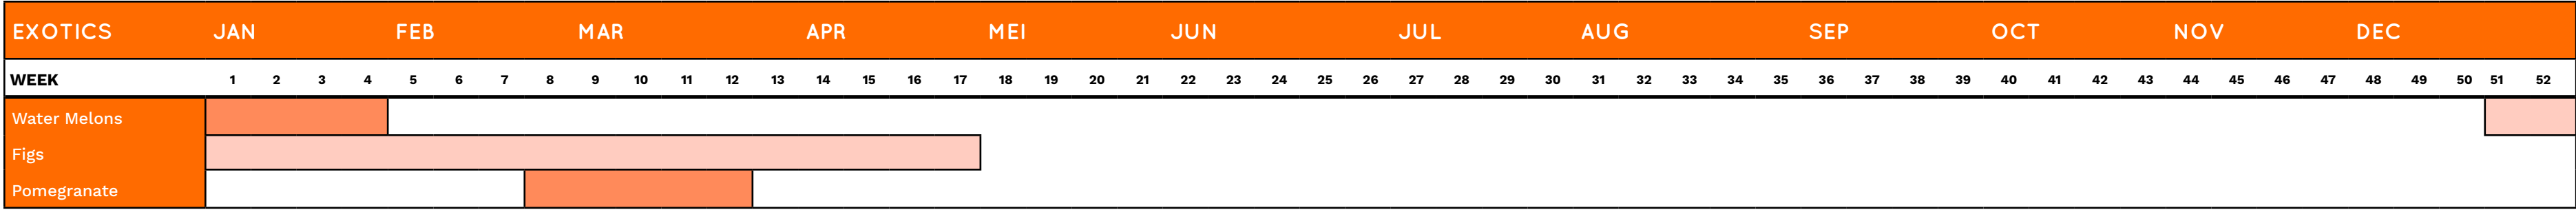 EXOTICS JAN FEB MAR APR MEI JUN JUL AUG SEP OCT NOV DEC
WEEK 1 2 3 4 5 6 7 8 9 10 11 12 13 14 15 16 17 18 19 20 21 22 23 24 25 26 27 28 29 30 31 32 33 34 35 36 37 38 39 40 41 42 43 44 45 46 47 48 49 50 51 52
Water Melons
Figs
Pomegranate